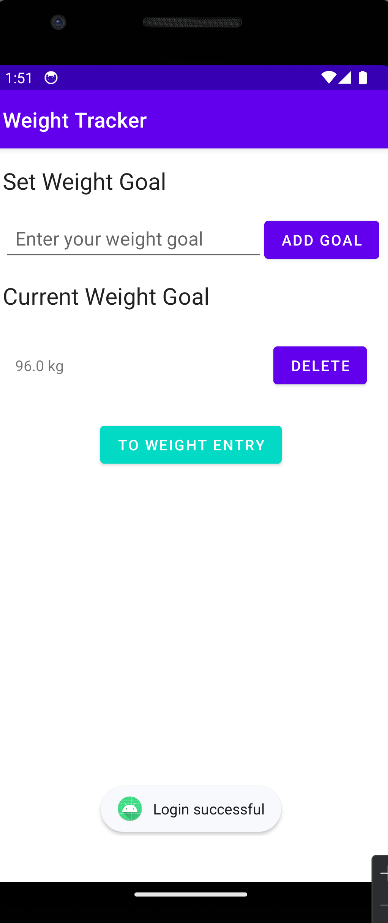 1:51
Weight Tracker
Set Weight Goal
Enter your weight goal
ADD GOAL
Current Weight Goal
96.0 kg
DELETE
TO WEIGHT ENTRY
Login successful